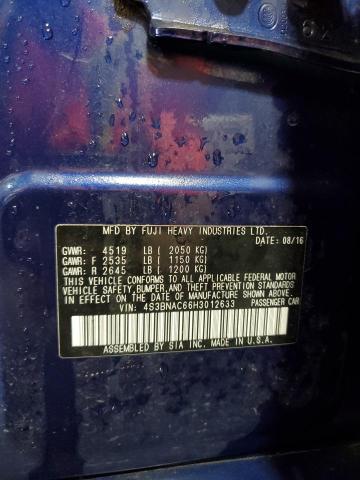 MFD BY FUJI HEAVY INDUSTRIES LTD.
DATE: 08/16
GVWR: 4519 LB ( 2050 KG)
GAWR: F 2535 LB ( 1150 KG)
GAWR: R 2645 LB ( 1200 KG)
THIS VEHICLE CONFORMS TO ALL APPLICABLE FEDERAL MOTOR
VEHICLE SAFETY, BUMPER, AND THEFT PREVENTION STANDARDS
IN EFFECT ON THE DATE OF MANUFACTURE SHOWN ABOVE.
VIN: 4S3BNAC66H3012633 PASSENGER CAR
ASSEMBLED BY SIA INC. MADE IN U.S.A.